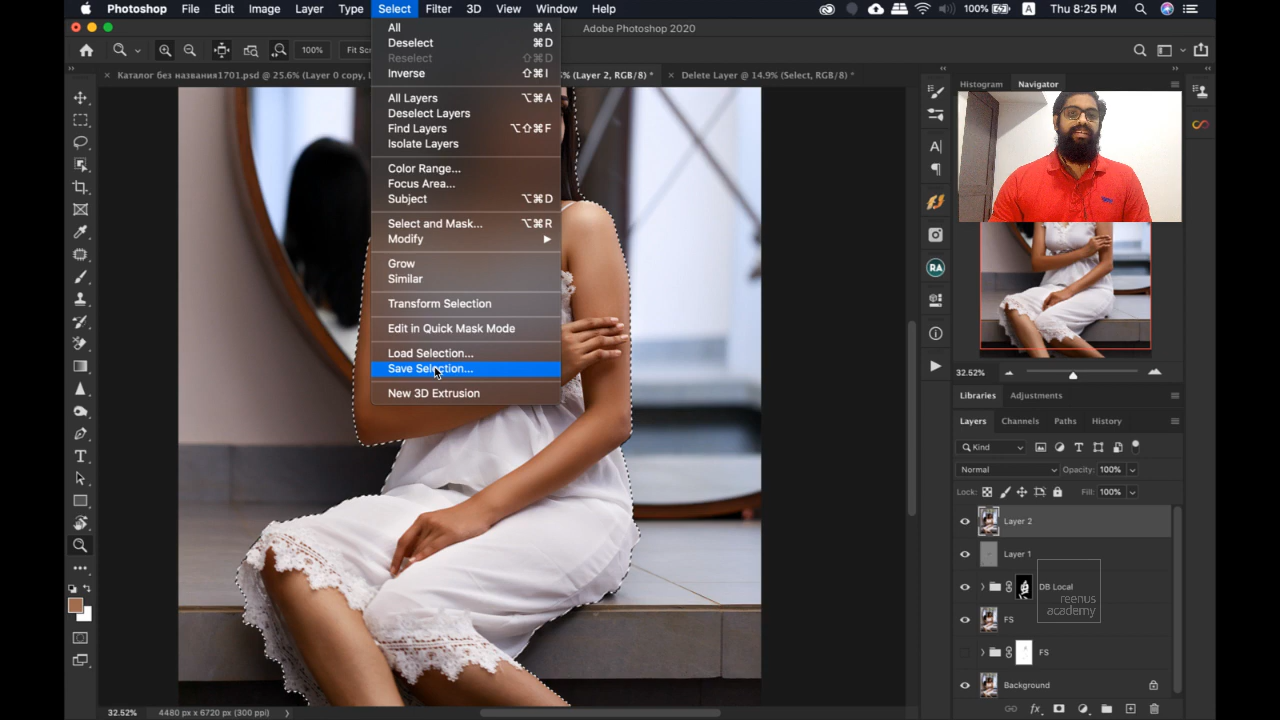 Photoshop File Edit Image Layer Type Select Filter 3D View Window Help 100% A Thu 8:25 PM
Adobe Photoshop 2020
100% Fit Sc
× Каталог без названия1701.psd @ 25.6% (Layer 0 copy, % (Layer 2, RGB/8) * × Delete Layer @ 14.9% (Select, RGB/8) *
All ⌘A
Deselect ⌘D
Reselect ⇧⌘D
Inverse ⇧⌘I
All Layers ⌥⌘A
Deselect Layers
Find Layers ⌥⇧⌘F
Isolate Layers
Color Range...
Focus Area...
Subject ⌥⌘D
Select and Mask... ⌥⌘R
Modify ▶
Grow
Similar
Transform Selection
Edit in Quick Mask Mode
Load Selection...
Save Selection...
New 3D Extrusion
Histogram Navigator
A|
RA
32.52%
Libraries Adjustments
Layers Channels Paths History
Kind
Normal Opacity: 100%
Lock: Fill: 100%
Layer 2
Layer 1
DB Local
reenus
academy
FS
FS
Background
fx
32.52% 4480 px x 6720 px (300 ppi)